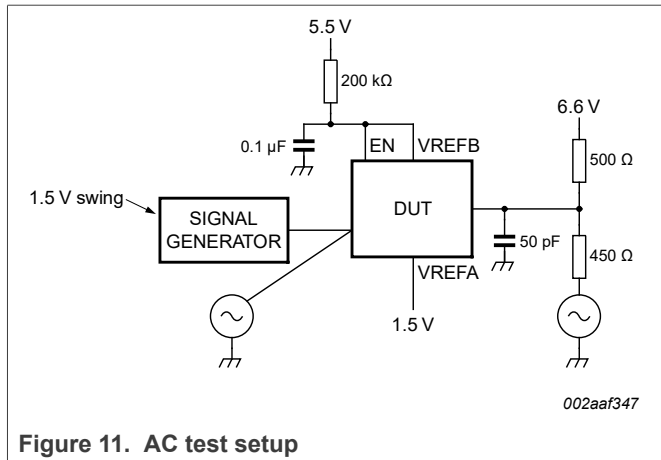 5.5 V
200 kΩ
6.6 V
0.1 µF
EN
VREFB
500 Ω
1.5 V swing
SIGNAL
GENERATOR
DUT
50 pF
450 Ω
VREFA
1.5 V
002aaf347
Figure 11. AC test setup